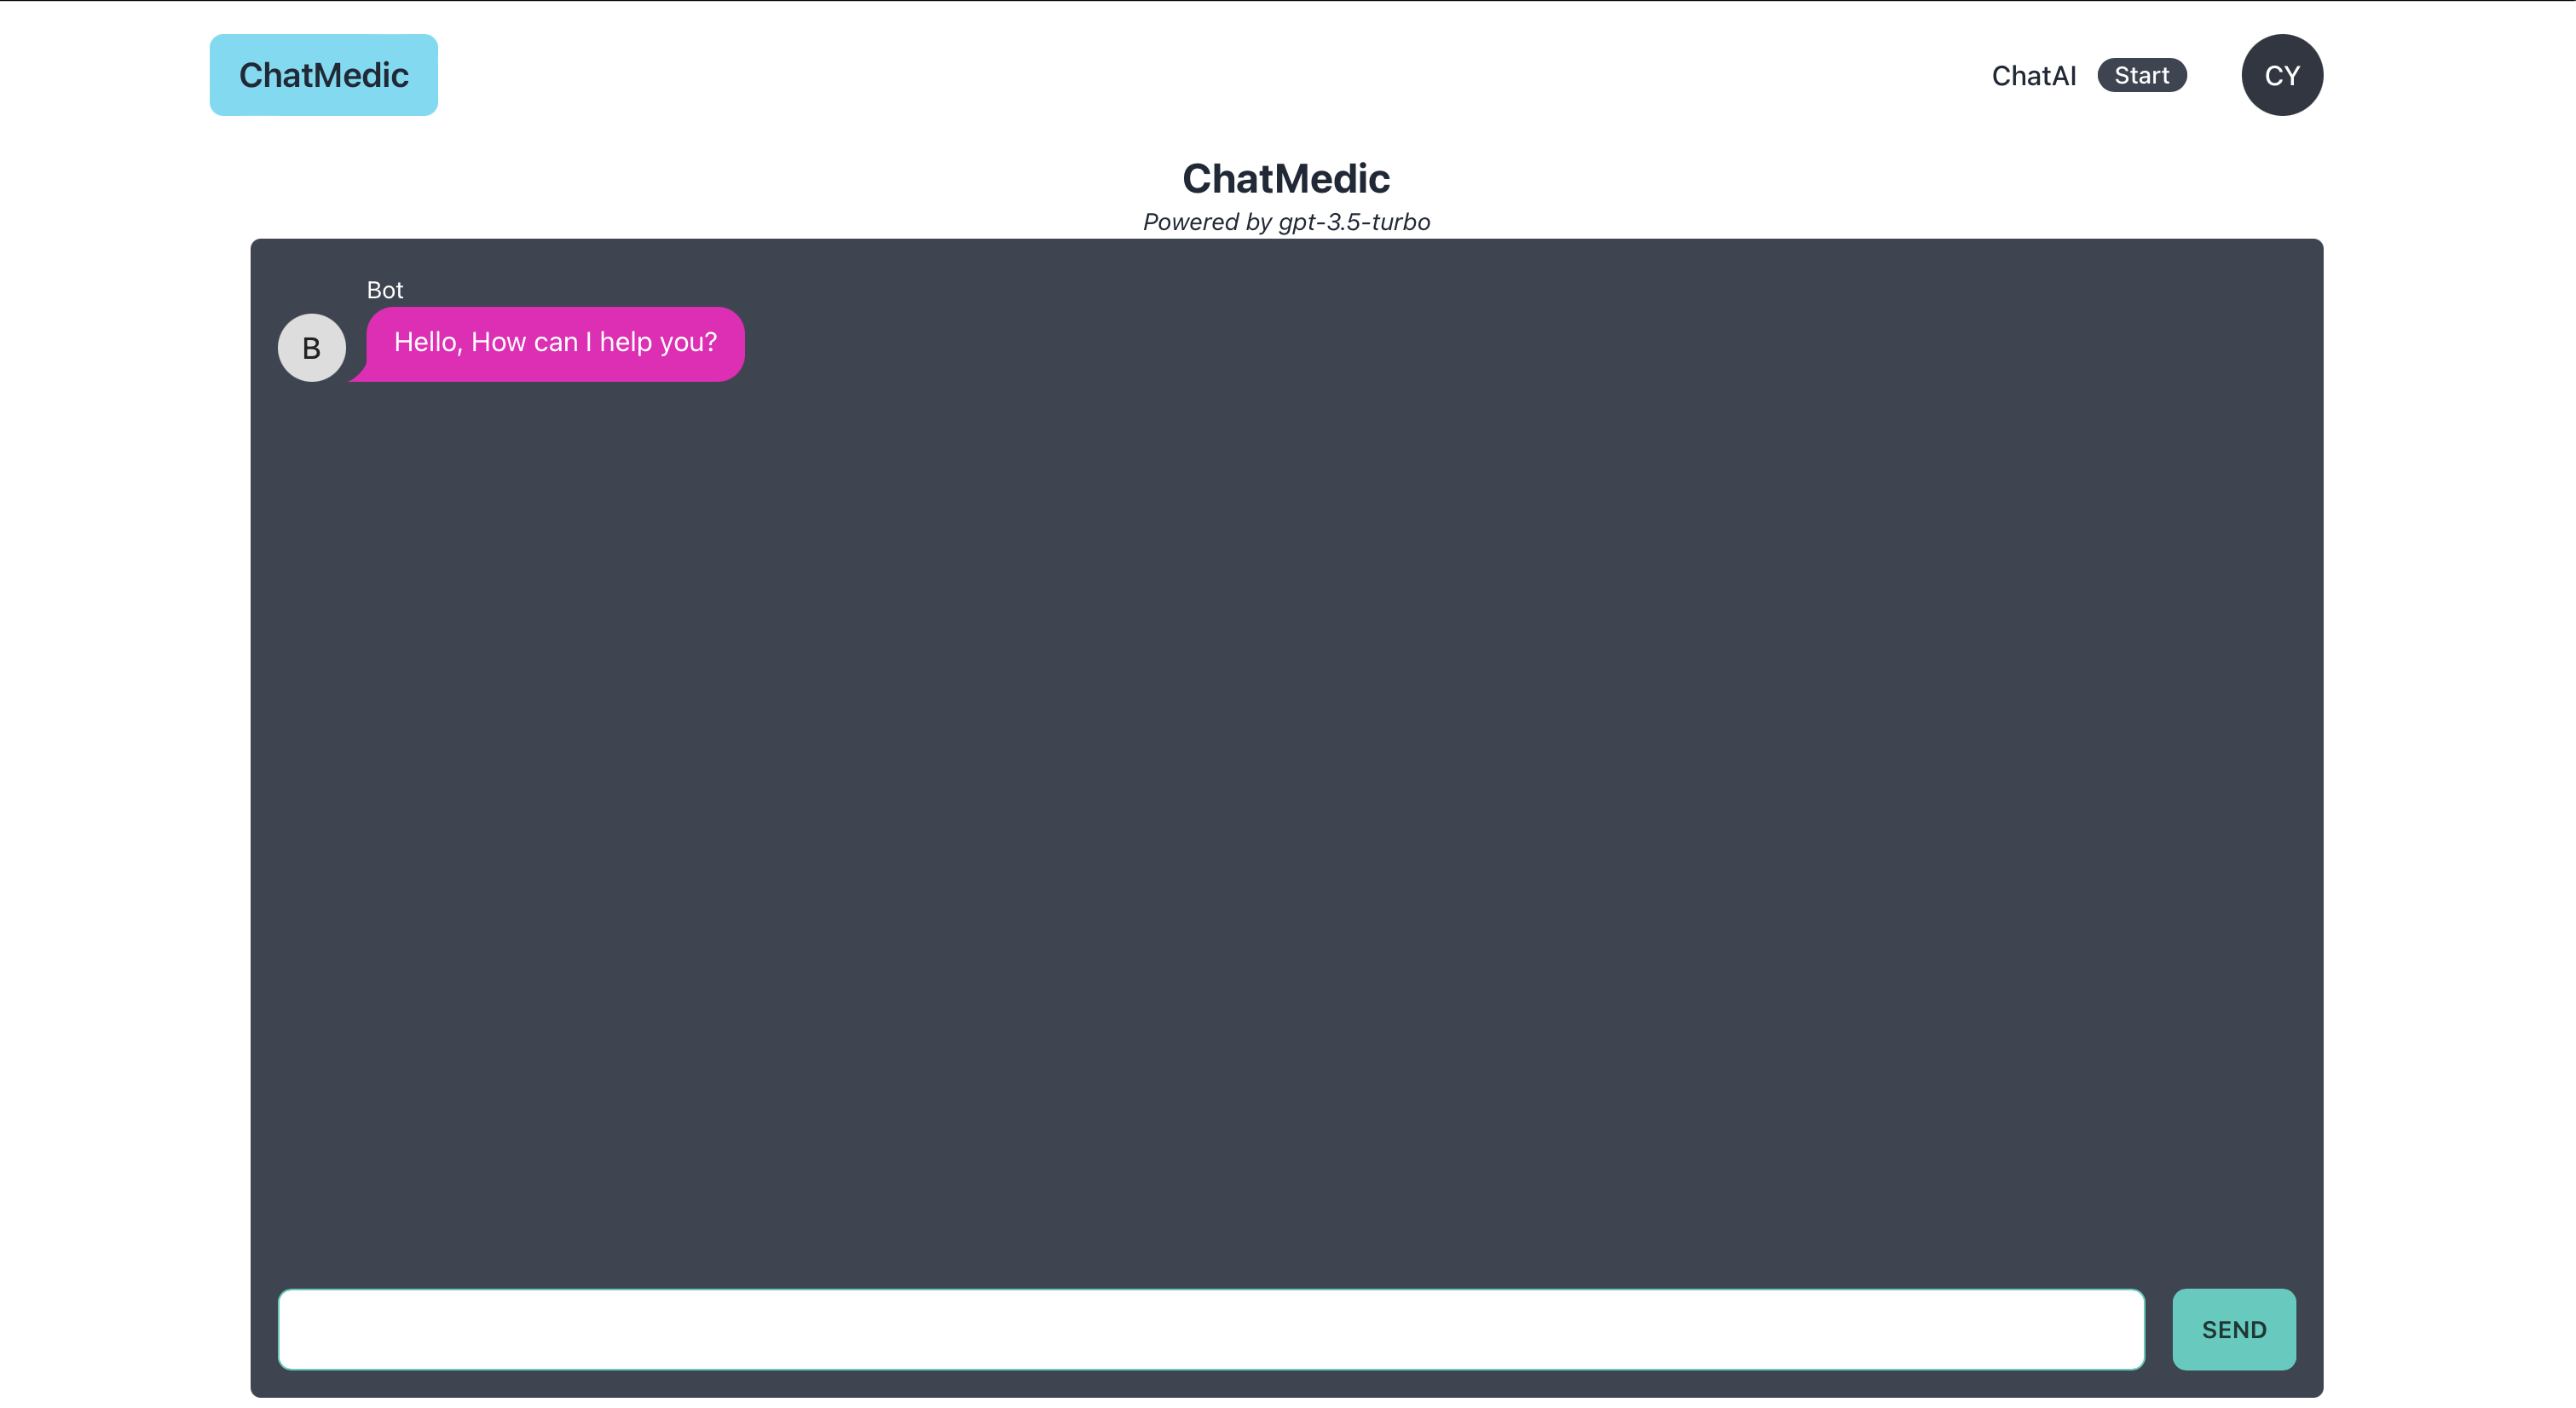 ChatMedic
ChatAI Start CY
ChatMedic
Powered by gpt-3.5-turbo
Bot
B
Hello, How can I help you?
SEND